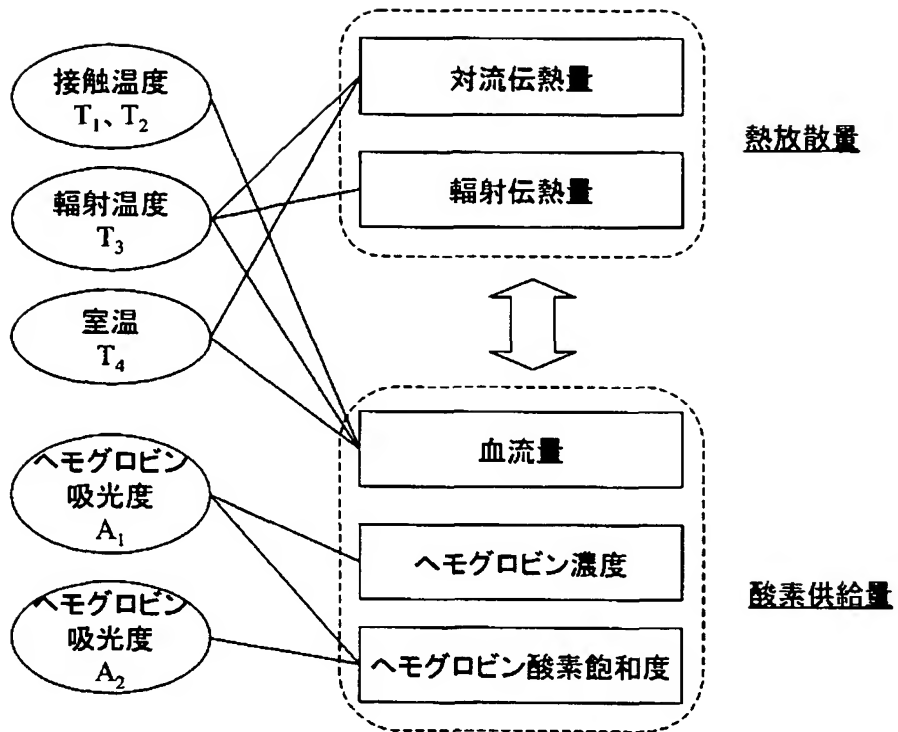 接触温度
T₁、T₂
輻射温度
T₃
室温
T₄
ヘモグロビン
吸光度
A₁
ヘモグロビン
吸光度
A₂
対流伝熱量
輻射伝熱量
熱放散量
血流量
ヘモグロビン濃度
ヘモグロビン酸素飽和度
酸素供給量